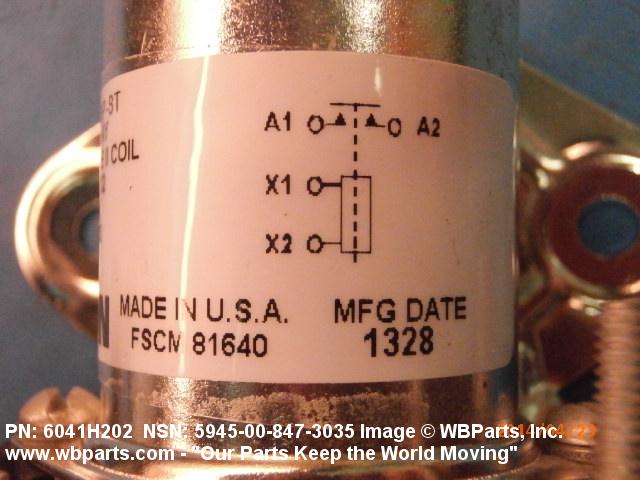 ST
A1 A2
COIL
X1
X2
N MADE IN U.S.A. MFG DATE
FSCM 81640 1328
PN: 6041H202 NSN: 5945-00-847-3035 Image © WBParts, Inc.
www.wbparts.com - "Our Parts Keep the World Moving"